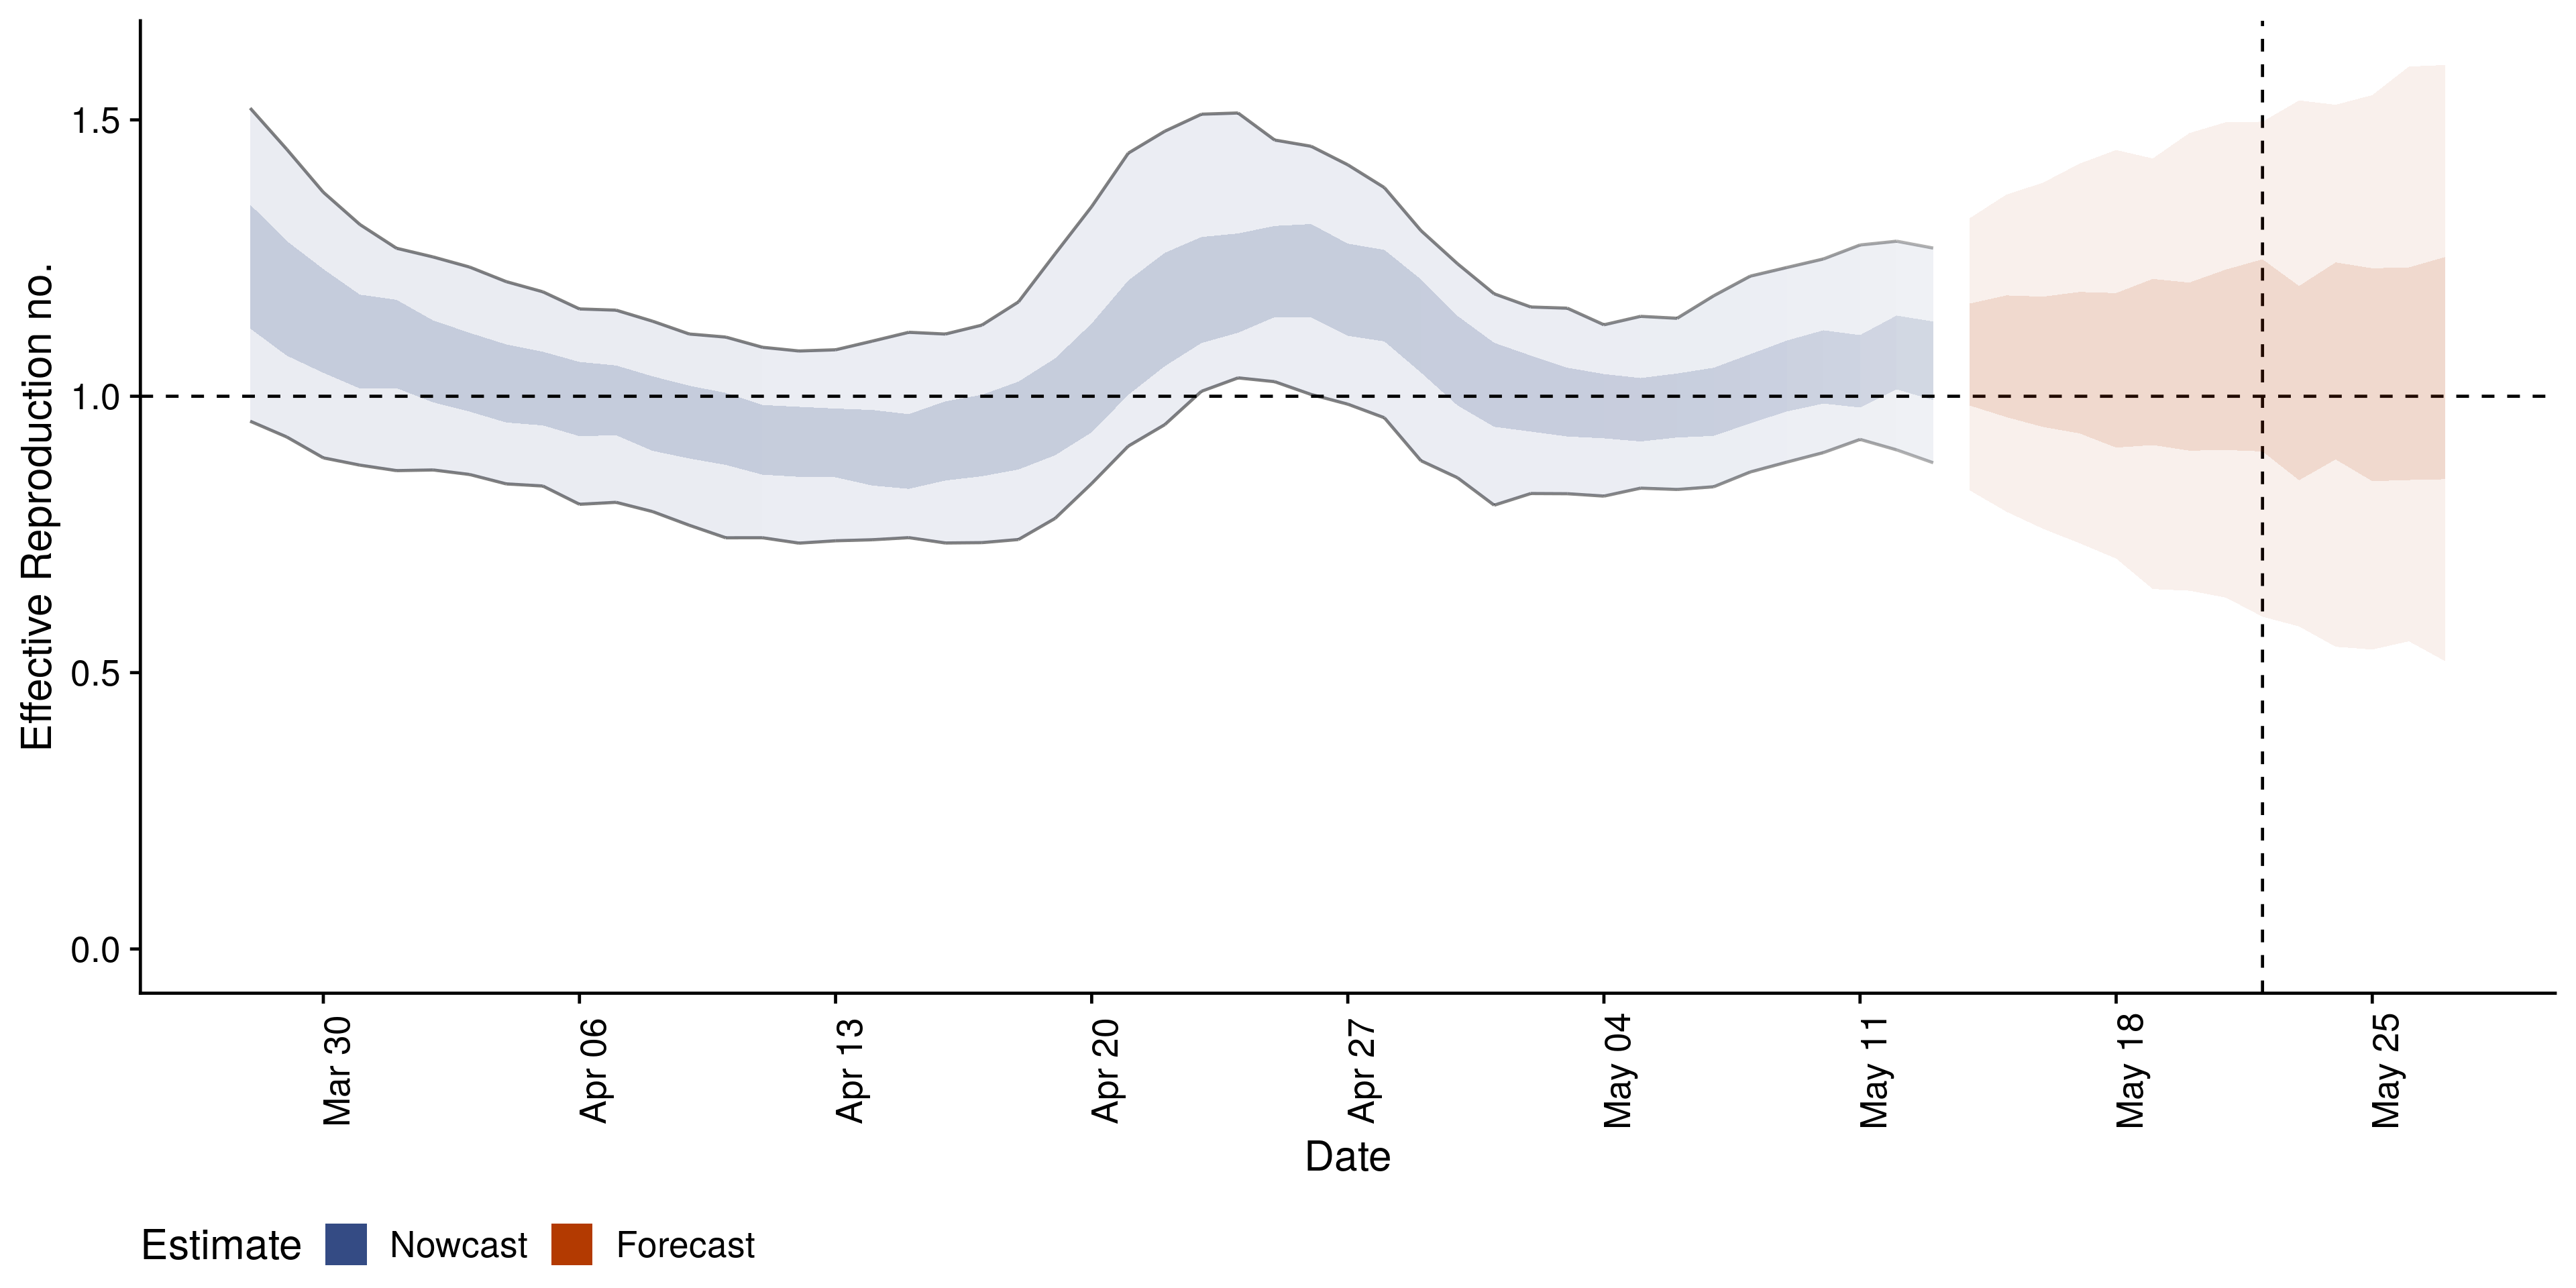 Effective Reproduction no.
1.5
1.0
0.5
0.0
Mar 30
Apr 06
Apr 13
Apr 20
Apr 27
May 04
May 11
May 18
May 25
Date
Estimate Nowcast Forecast